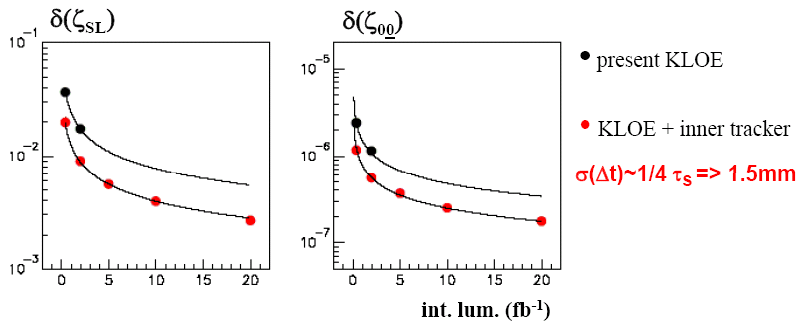 δ(ζSL)
δ(ζ00)
10⁻¹
10⁻²
10⁻³
0 5 10 15 20
10⁻⁵
10⁻⁶
10⁻⁷
0 5 10 15 20
int. lum. (fb⁻¹)
present KLOE
KLOE + inner tracker
σ(Δt)~1/4 τS => 1.5mm